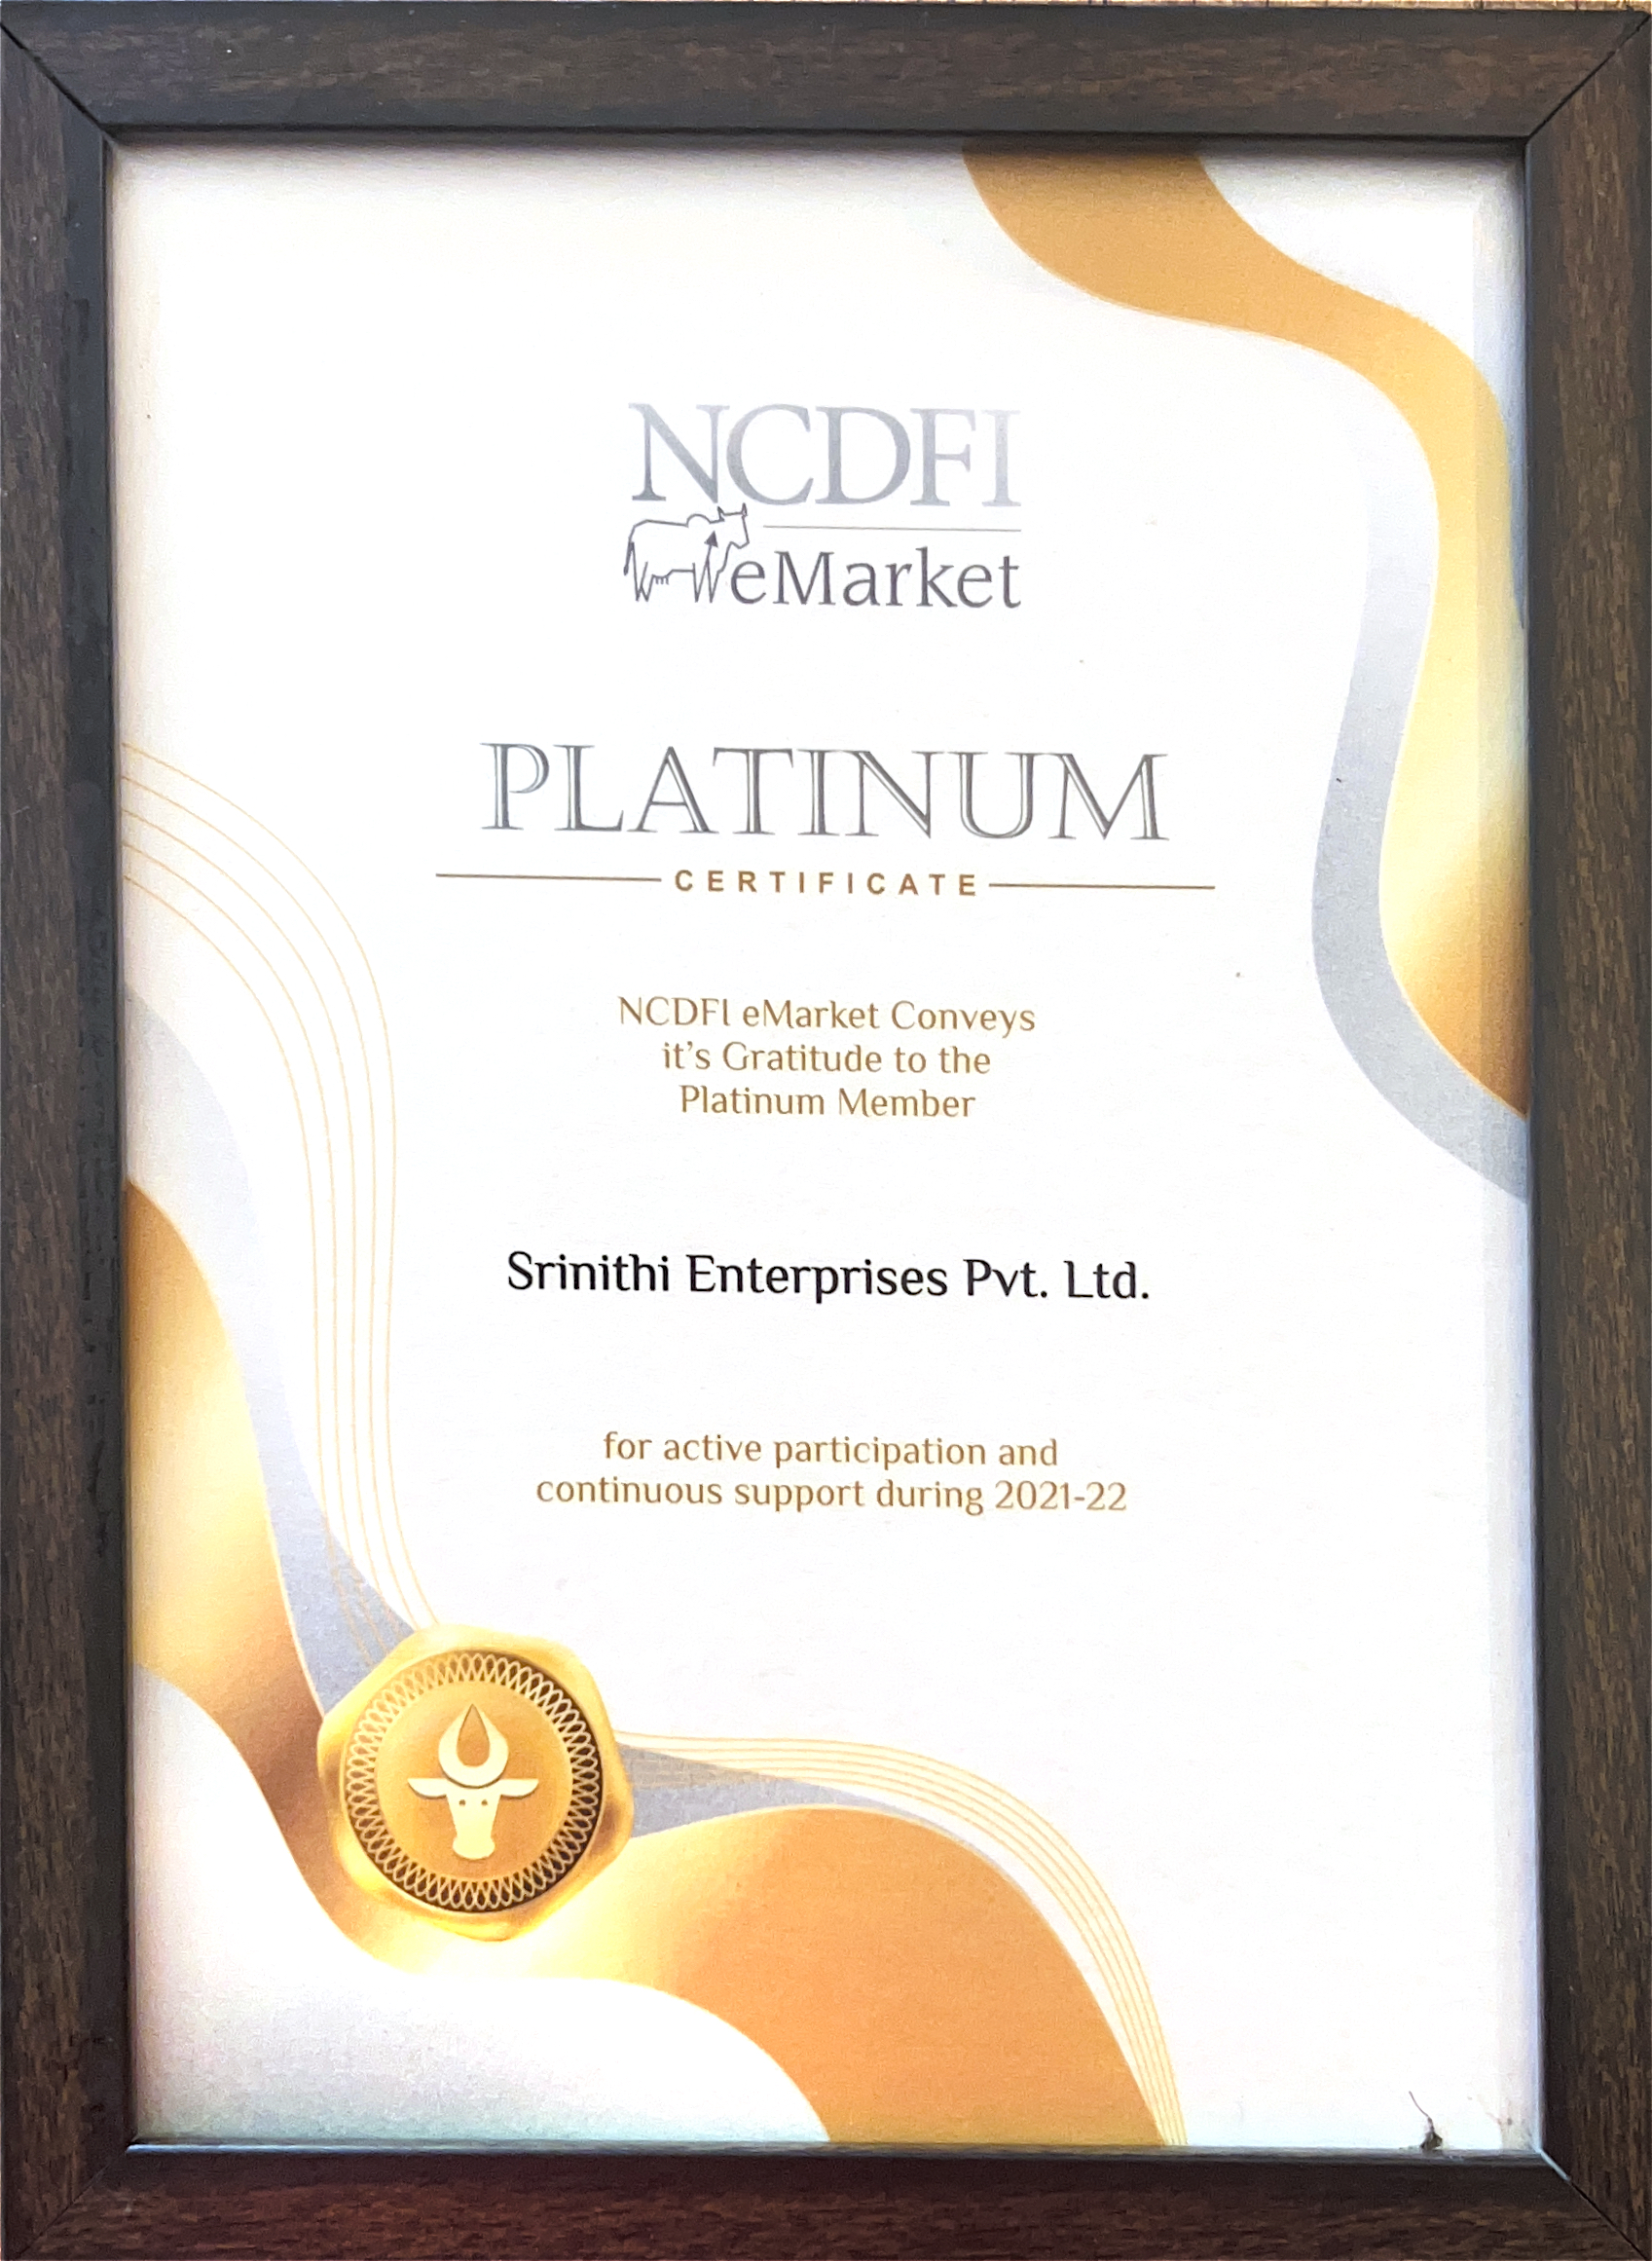 NCDFI
eMarket
PLATINUM
CERTIFICATE
NCDFI eMarket Conveys
it's Gratitude to the
Platinum Member
Srinithi Enterprises Pvt. Ltd.
for active participation and
continuous support during 2021-22